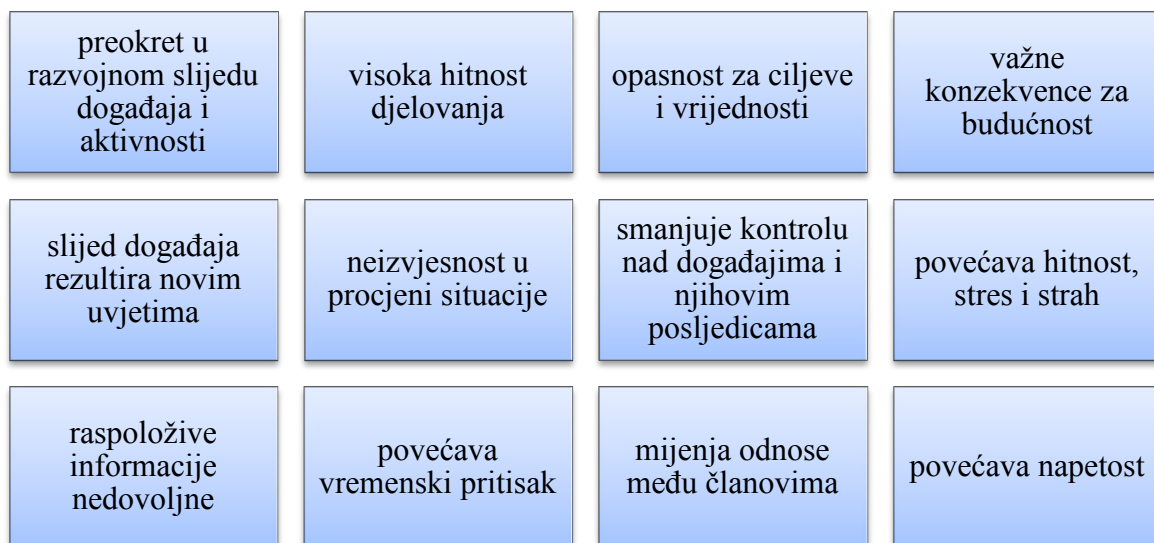 preokret u
razvojnom slijedu
događaja i
aktivnosti
visoka hitnost
djelovanja
opasnost za ciljeve
i vrijednosti
važne
konzekvence za
budućnost
slijed događaja
rezultira novim
uvjetima
neizvjesnost u
procjeni situacije
smanjuje kontrolu
nad događajima i
njihovim
posljedicama
povećava hitnost,
stres i strah
raspoložive
informacije
nedovoljne
povećava
vremenski pritisak
mijenja odnose
među članovima
povećava napetost